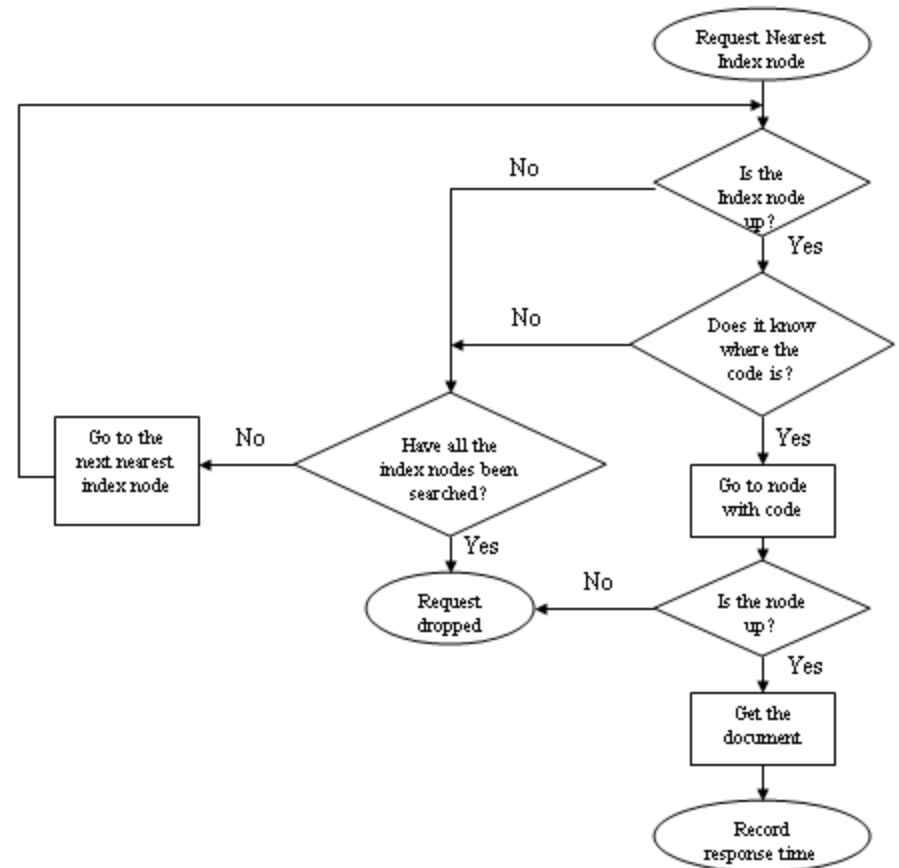 Request Nearest
Index node
No
Is the
Index node
up?
Yes
No
Does it know
where the
code is?
Go to the
next nearest
index node
No
Have all the
index nodes been
searched?
Yes
Go to node
with code
Yes
Request
dropped
No
Is the node
up?
Yes
Get the
document
Record
response time